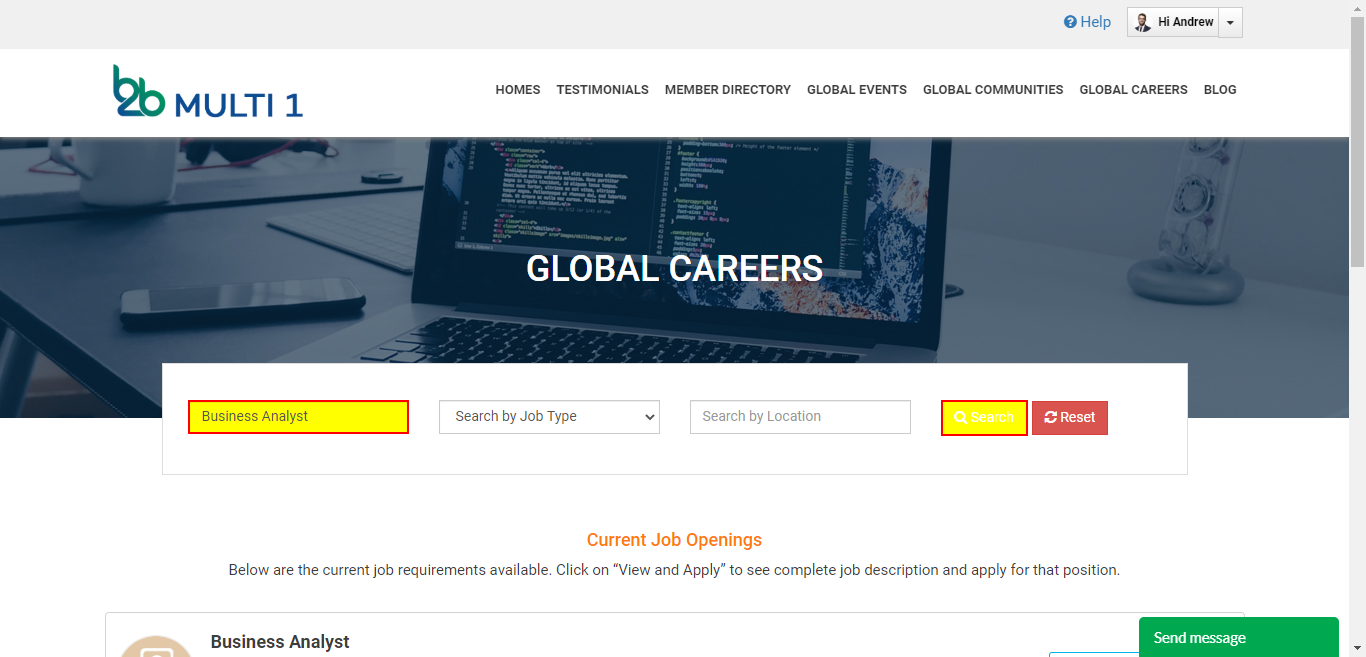 Help
Hi Andrew
b2b MULTI 1
HOMES TESTIMONIALS MEMBER DIRECTORY GLOBAL EVENTS GLOBAL COMMUNITIES GLOBAL CAREERS BLOG
GLOBAL CAREERS
Business Analyst
Search by Job Type
Search by Location
Search
Reset
Current Job Openings
Below are the current job requirements available. Click on “View and Apply” to see complete job description and apply for that position.
Business Analyst
Send message